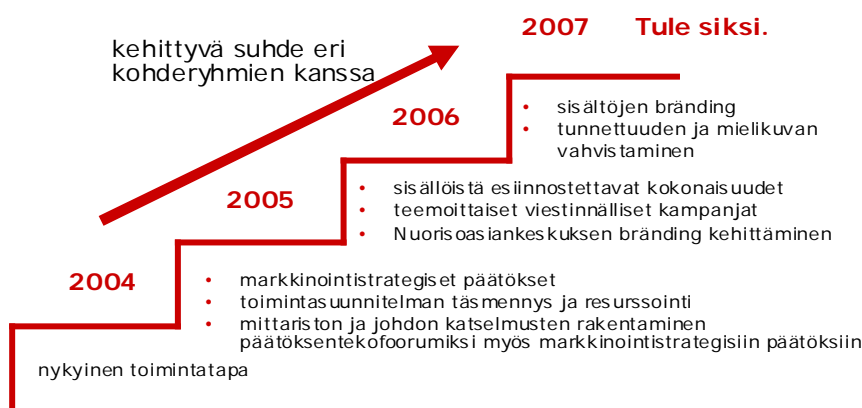 2007 Tule siksi.
kehittyvä suhde eri
kohderyhmien kanssa
2006
• sisältöjen bränding
• tunnettuuden ja mielikuvan
vahvistaminen
2005
• sisällöistä esiinnostettavat kokonaisuudet
• teemoittaiset viestinnälliset kampanjat
• Nuorisoasiankeskuksen bränding kehittäminen
2004
• markkinointistrategiset päätökset
• toimintasuunnitelman täsmennys ja resurssointi
• mittariston ja johdon katselmusten rakentaminen
päätöksentekofoorumiksi myös markkinointistrategisiin päätöksiin
nykyinen toimintatapa